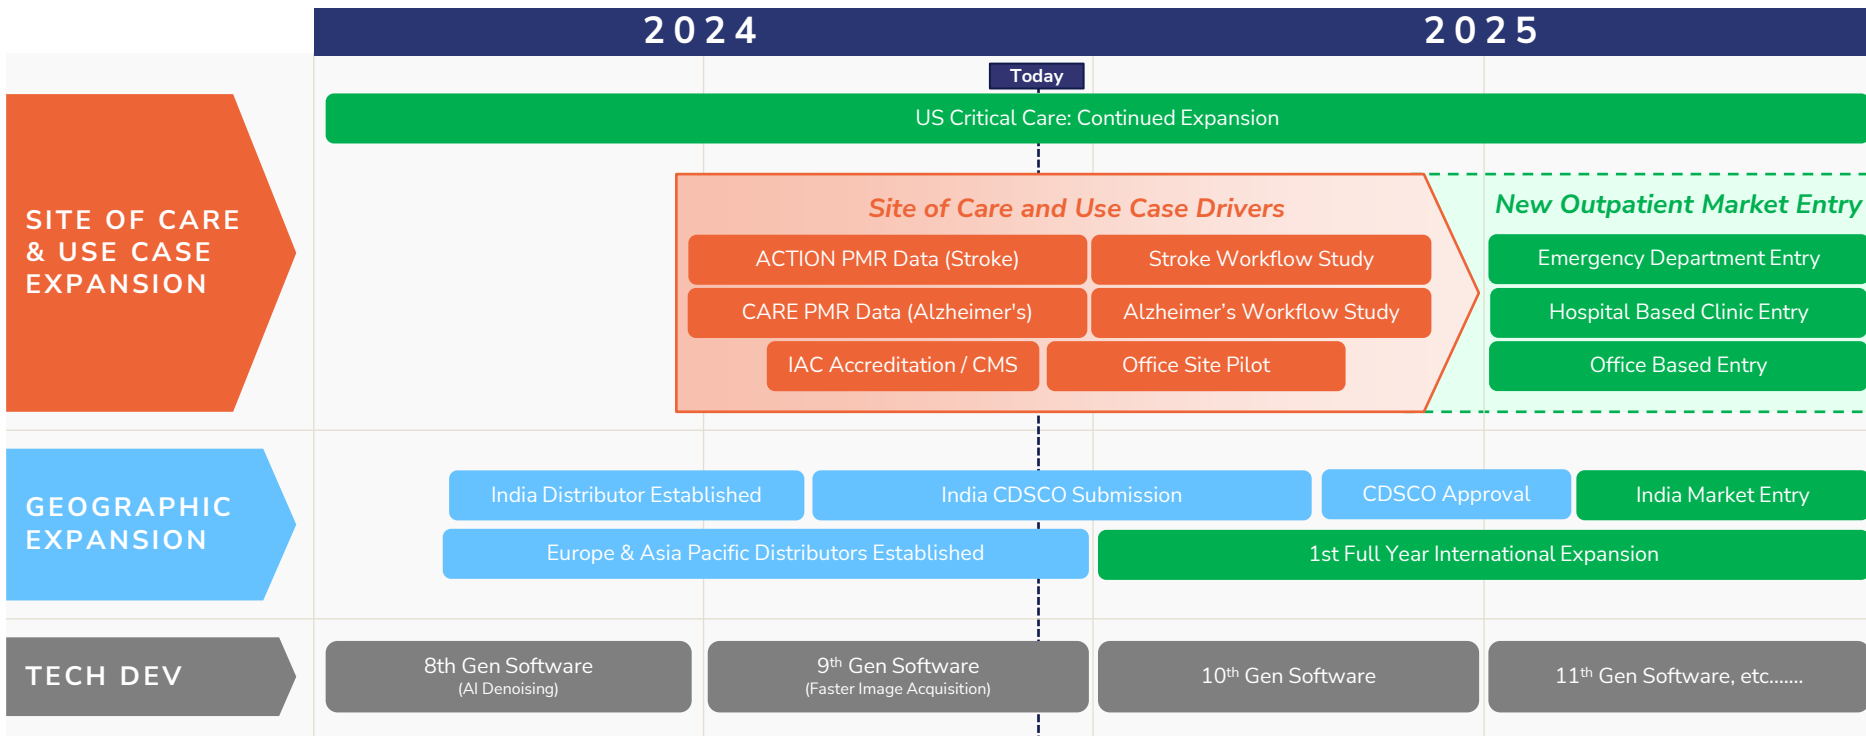 2024
2025
Today
US Critical Care: Continued Expansion
SITE OF CARE
& USE CASE
EXPANSION
Site of Care and Use Case Drivers
New Outpatient Market Entry
ACTION PMR Data (Stroke)
Stroke Workflow Study
Emergency Department Entry
CARE PMR Data (Alzheimer's)
Alzheimer’s Workflow Study
Hospital Based Clinic Entry
IAC Accreditation / CMS
Office Site Pilot
Office Based Entry
GEOGRAPHIC
EXPANSION
India Distributor Established
India CDSCO Submission
CDSCO Approval
India Market Entry
Europe & Asia Pacific Distributors Established
1st Full Year International Expansion
TECH DEV
8th Gen Software
(AI Denoising)
9th Gen Software
(Faster Image Acquisition)
10th Gen Software
11th Gen Software, etc.......